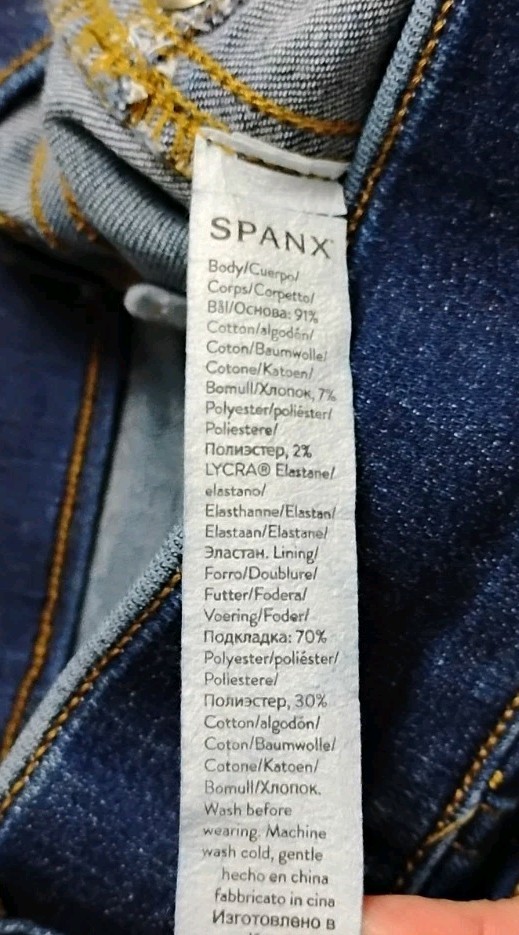 SPANX
Body/Cuerpo/
Corps/Corpetto/
Bål/Основа: 91%
Cotton/algodón/
Coton/Baumwolle/
Cotone/Katoen/
Bomull/Хлопок, 7%
Polyester/poliéster/
Poliestere/
Полиэстер, 2%
LYCRA® Elastane/
elastano/
Elasthanne/Elastan/
Elastaan/Elastane/
Эластан. Lining/
Forro/Doublure/
Futter/Fodera/
Voering/Foder/
Подкладка: 70%
Polyester/poliéster/
Poliestere/
Полиэстер, 30%
Cotton/algodón/
Coton/Baumwolle/
Cotone/Katoen/
Bomull/Хлопок.
Wash before
wearing. Machine
wash cold, gentle
hecho en china
fabbricato in cina
Изготовлено в